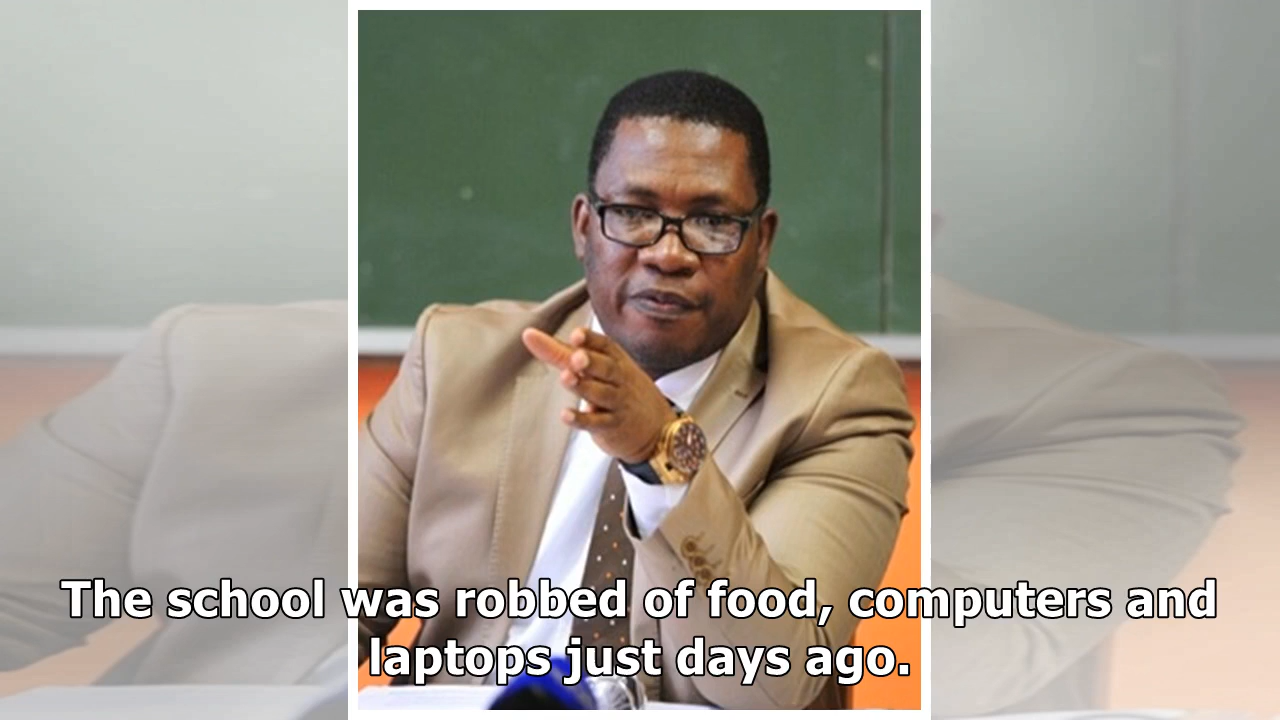 The school was robbed of food, computers and
laptops just days ago.